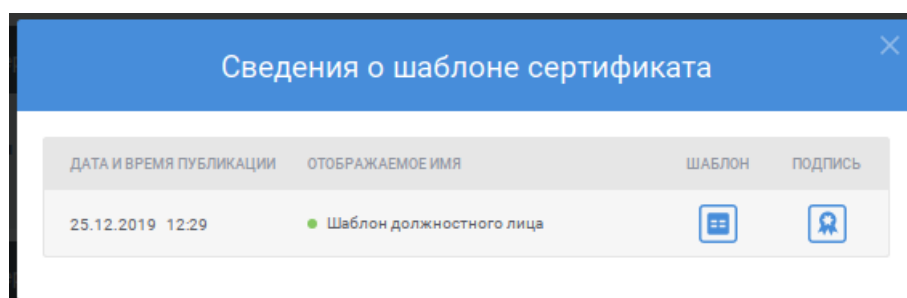 Сведения о шаблоне сертификата
ДАТА И ВРЕМЯ ПУБЛИКАЦИИ ОТОБРАЖАЕМОЕ ИМЯ ШАБЛОН ПОДПИСЬ
25.12.2019 12:29 Шаблон должностного лица